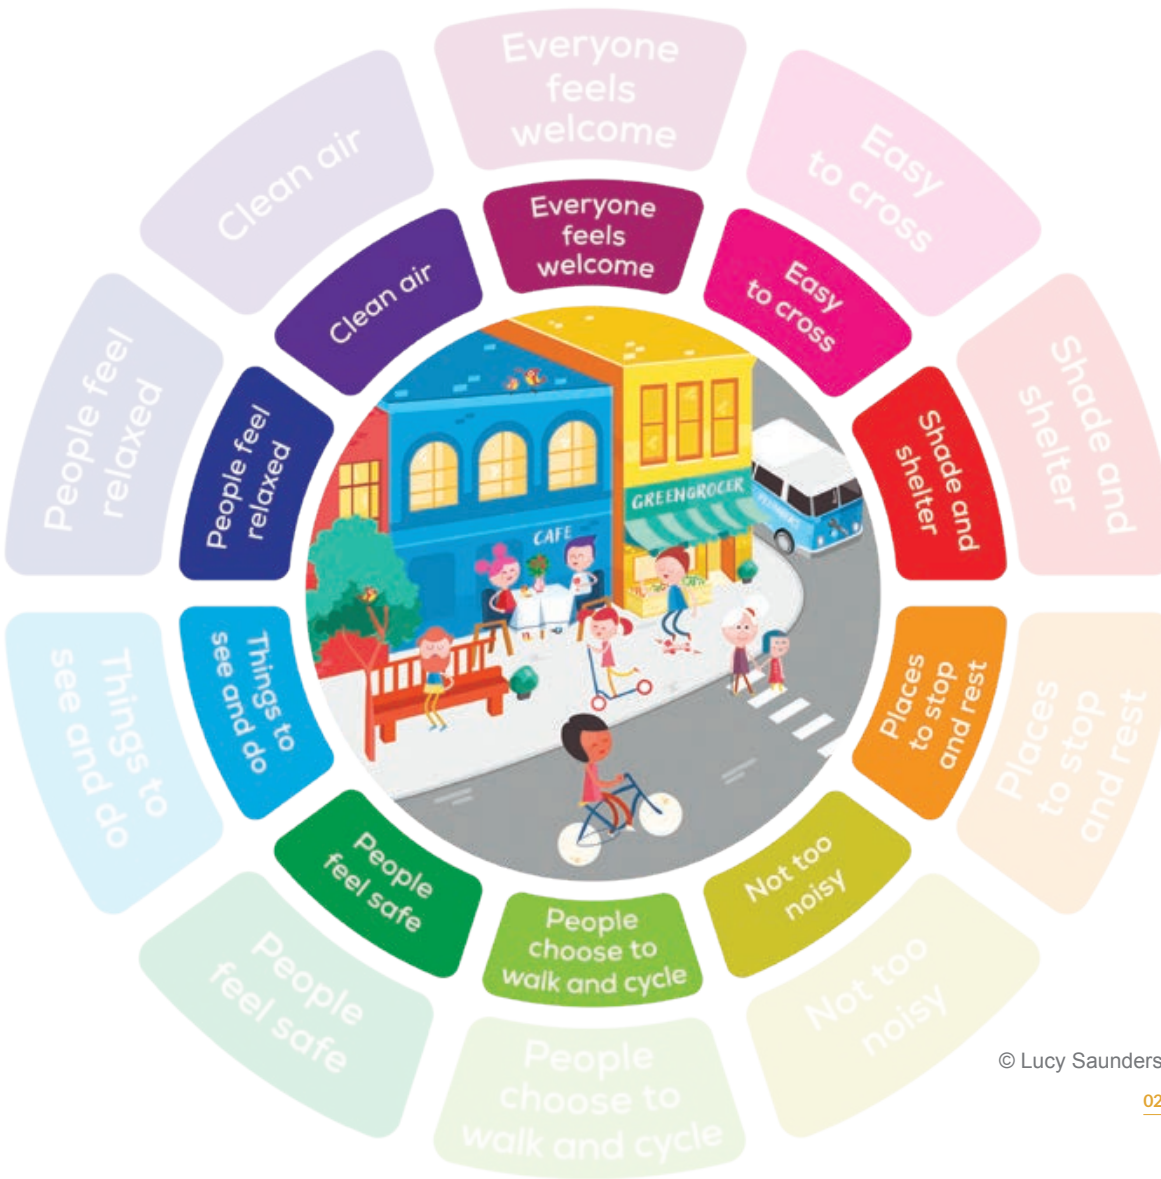 Everyone
feels
welcome
Easy
to cross
Shade and
shelter
Places
to stop
and rest
Not too
noisy
People
choose to
walk and cycle
People
feel safe
Things to
see and do
People feel
relaxed
Clean air
Everyone
feels
welcome
Easy
to cross
Shade and
shelter
Places
to stop
and rest
Not too
noisy
People
choose to
walk and cycle
People
feel safe
Things to
see and do
People feel
relaxed
Clean air
CAFE
GREENGROCER
PLUMBERS
© Lucy Saunders
02